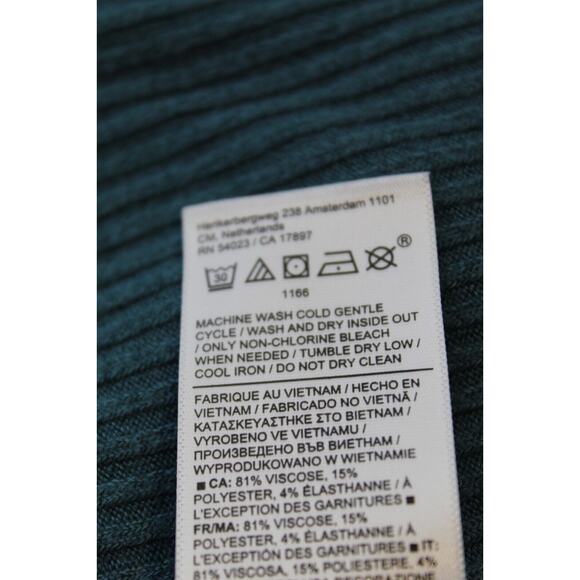 Henikerbergweg 238 Amsterdam 1101
CM, Netherlands
RN 54023 / CA 17897
30
®
1166
MACHINE WASH COLD GENTLE
CYCLE / WASH AND DRY INSIDE OUT
/ ONLY NON-CHLORINE BLEACH
WHEN NEEDED / TUMBLE DRY LOW /
COOL IRON / DO NOT DRY CLEAN
FABRIQUE AU VIETNAM / HECHO EN
VIETNAM / FABRICADO NO VIETNÃ /
ΚΑΤΑΣΚΕΥΑΣΤΗΚΕ ΣΤΟ ΒΙΕΤΝΑΜ /
VYROBENO VE VIETNAMU /
ПРОИЗВЕДЕНО ВЪВ ВИЕТНАМ /
WYPRODUKOWANO W WIETNAMIE
■ CA: 81% VISCOSE, 15%
POLYESTER, 4% ÉLASTHANNE / À
L'EXCEPTION DES GARNITURES ■
FR/MA: 81% VISCOSE, 15%
POLYESTER, 4% ÉLASTHANNE / À
L'EXCEPTION DES GARNITURES ■ IT:
81% VISCOSA, 15% POLIESTERE, 4%